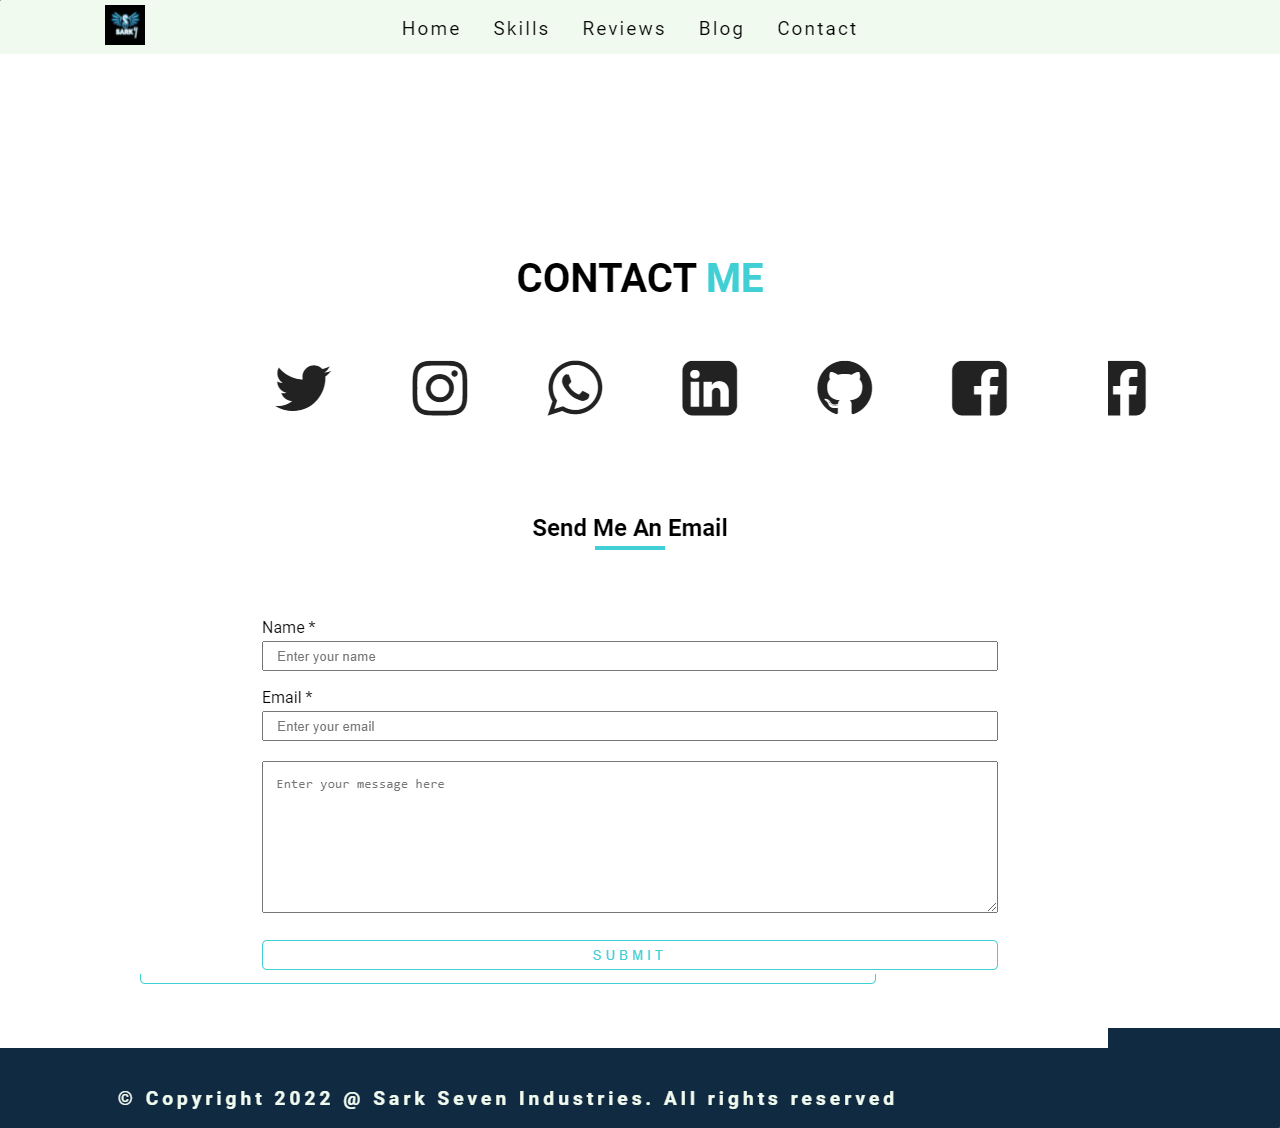 SARK 7
Home Skills Reviews Blog Contact
CONTACT ME
Send Me An Email
Name *
Enter your name
Email *
Enter your email
Enter your message here
SUBMIT
© Copyright 2022 @ Sark Seven Industries. All rights reserved